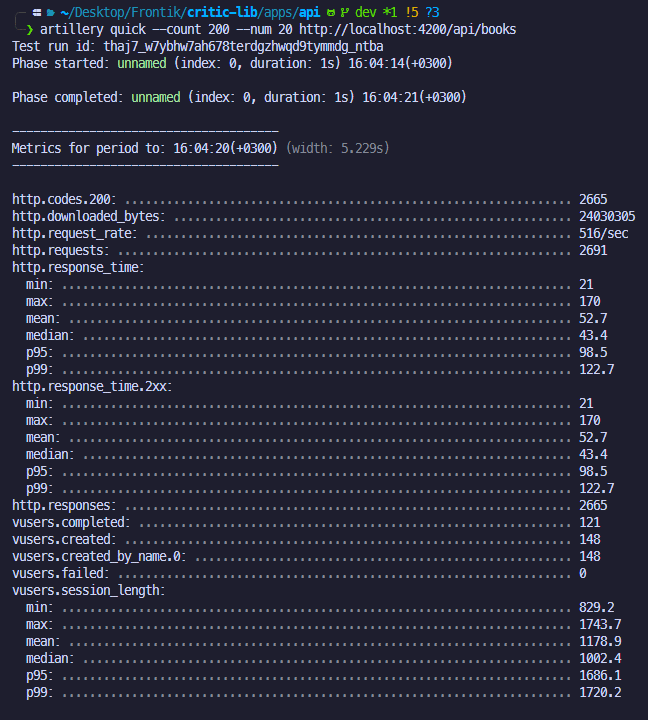 ~/Desktop/Frontik/critic-lib/apps/api dev *1 !5 ?3
❯ artillery quick --count 200 --num 20 http://localhost:4200/api/books
Test run id: thaj7_w7ybhw7ah678terdgzhwqd9tymmdg_ntba
Phase started: unnamed (index: 0, duration: 1s) 16:04:14(+0300)
Phase completed: unnamed (index: 0, duration: 1s) 16:04:21(+0300)
--------------------------------------
Metrics for period to: 16:04:20(+0300) (width: 5.229s)
--------------------------------------
http.codes.200: ................................................................ 2665
http.downloaded_bytes: ......................................................... 24030305
http.request_rate: ............................................................. 516/sec
http.requests: ................................................................. 2691
http.response_time:
min: ......................................................................... 21
max: ......................................................................... 170
mean: ........................................................................ 52.7
median: ...................................................................... 43.4
p95: ......................................................................... 98.5
p99: ......................................................................... 122.7
http.response_time.2xx:
min: ......................................................................... 21
max: ......................................................................... 170
mean: ........................................................................ 52.7
median: ...................................................................... 43.4
p95: ......................................................................... 98.5
p99: ......................................................................... 122.7
http.responses: ................................................................ 2665
vusers.completed: .............................................................. 121
vusers.created: ................................................................ 148
vusers.created_by_name.0: ...................................................... 148
vusers.failed: ................................................................. 0
vusers.session_length:
min: ......................................................................... 829.2
max: ......................................................................... 1743.7
mean: ........................................................................ 1178.9
median: ...................................................................... 1002.4
p95: ......................................................................... 1686.1
p99: ......................................................................... 1720.2